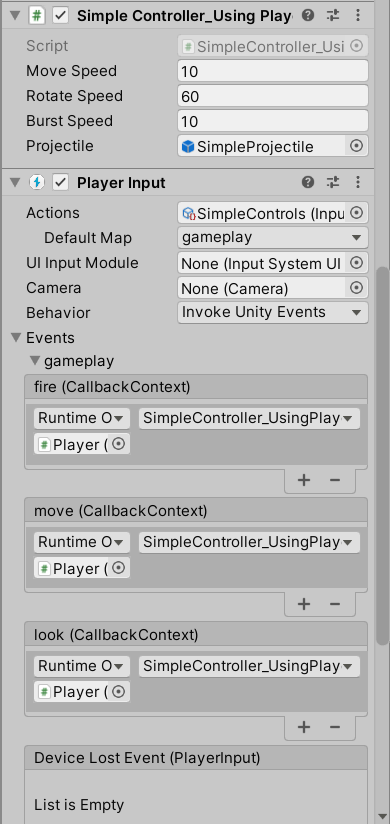 Simple Controller_Using Play
Script SimpleController_Usi
Move Speed 10
Rotate Speed 60
Burst Speed 10
Projectile SimpleProjectile
Player Input
Actions SimpleControls (Inpu
Default Map gameplay
UI Input Module None (Input System UI
Camera None (Camera)
Behavior Invoke Unity Events
Events
gameplay
fire (CallbackContext)
Runtime O SimpleController_UsingPlay
Player (
move (CallbackContext)
Runtime O SimpleController_UsingPlay
Player (
look (CallbackContext)
Runtime O SimpleController_UsingPlay
Player (
Device Lost Event (PlayerInput)
List is Empty